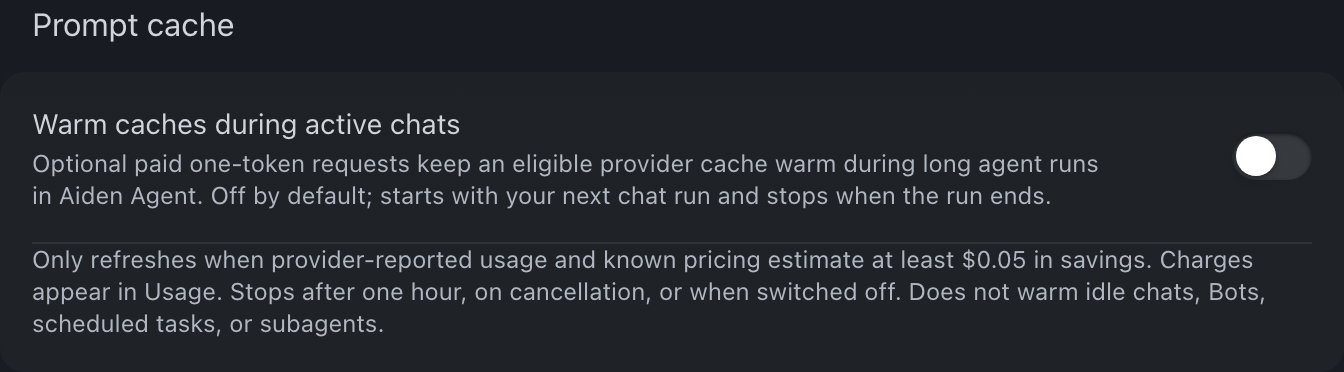 Prompt cache
Warm caches during active chats
Optional paid one-token requests keep an eligible provider cache warm during long agent runs
in Aiden Agent. Off by default; starts with your next chat run and stops when the run ends.
Only refreshes when provider-reported usage and known pricing estimate at least $0.05 in savings. Charges
appear in Usage. Stops after one hour, on cancellation, or when switched off. Does not warm idle chats, Bots,
scheduled tasks, or subagents.